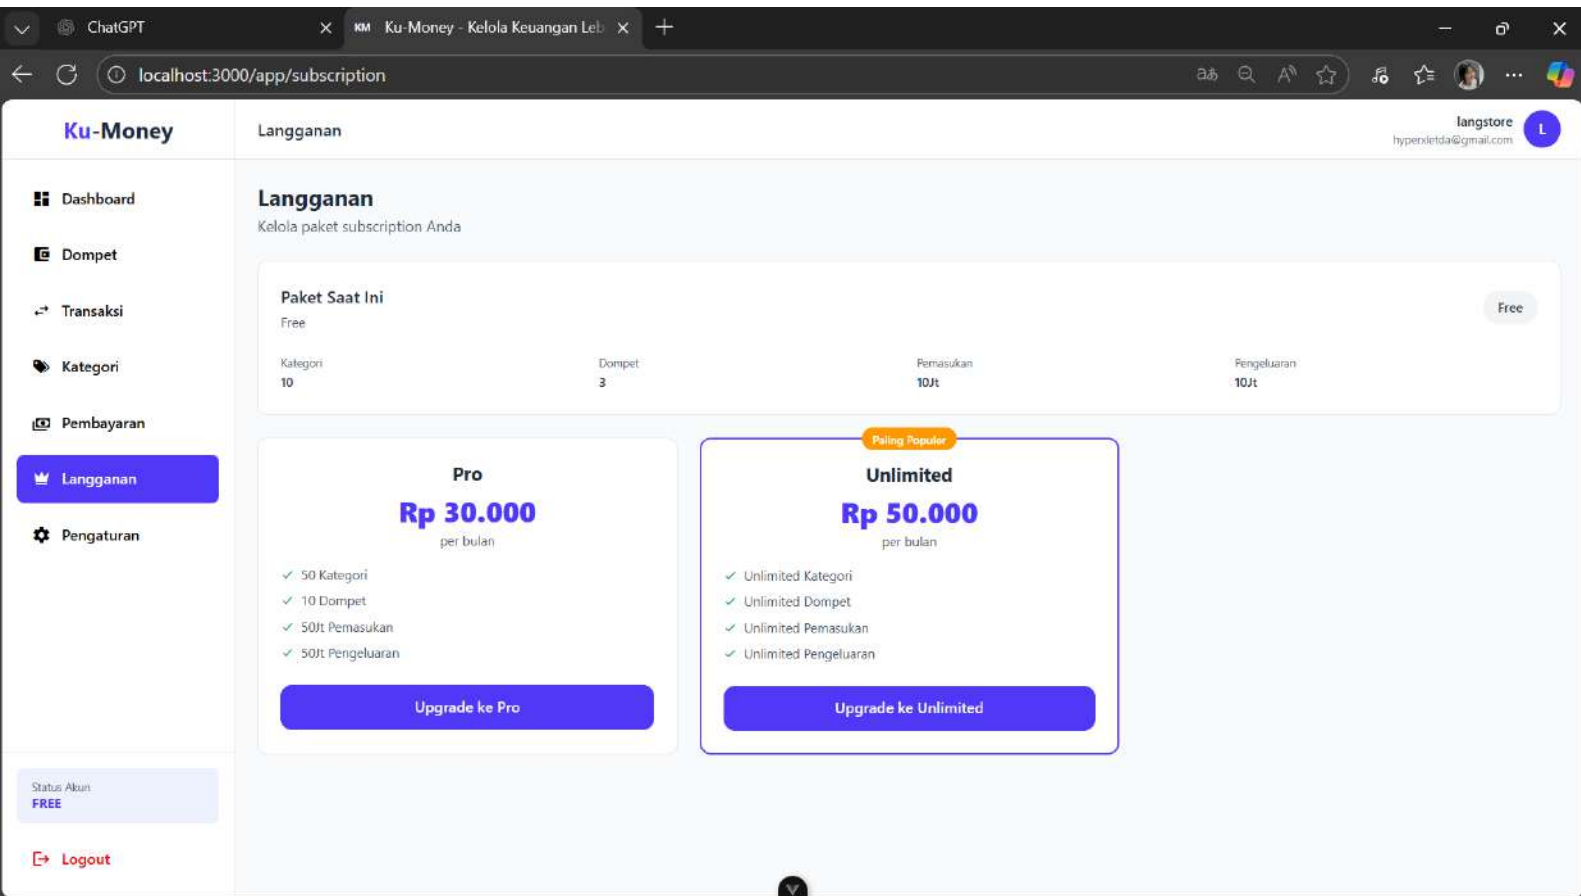 ChatGPT
KM Ku-Money - Kelola Keuangan Leb
localhost:3000/app/subscription
Ku-Money
Langganan
langstore
L
Dashboard
Dompet
Transaksi
Kategori
Pembayaran
Langganan
Pengaturan
Status Akun
FREE
Logout
Langganan
Kelola paket subscription Anda
Paket Saat Ini
Free
Free
Kategori
10
Dompet
3
Pemasukan
10Jt
Pengeluaran
10Jt
Pro
Rp 30.000
per bulan
50 Kategori
10 Dompet
50Jt Pemasukan
50Jt Pengeluaran
Upgrade ke Pro
Paling Populer
Unlimited
Rp 50.000
per bulan
Unlimited Kategori
Unlimited Dompet
Unlimited Pemasukan
Unlimited Pengeluaran
Upgrade ke Unlimited